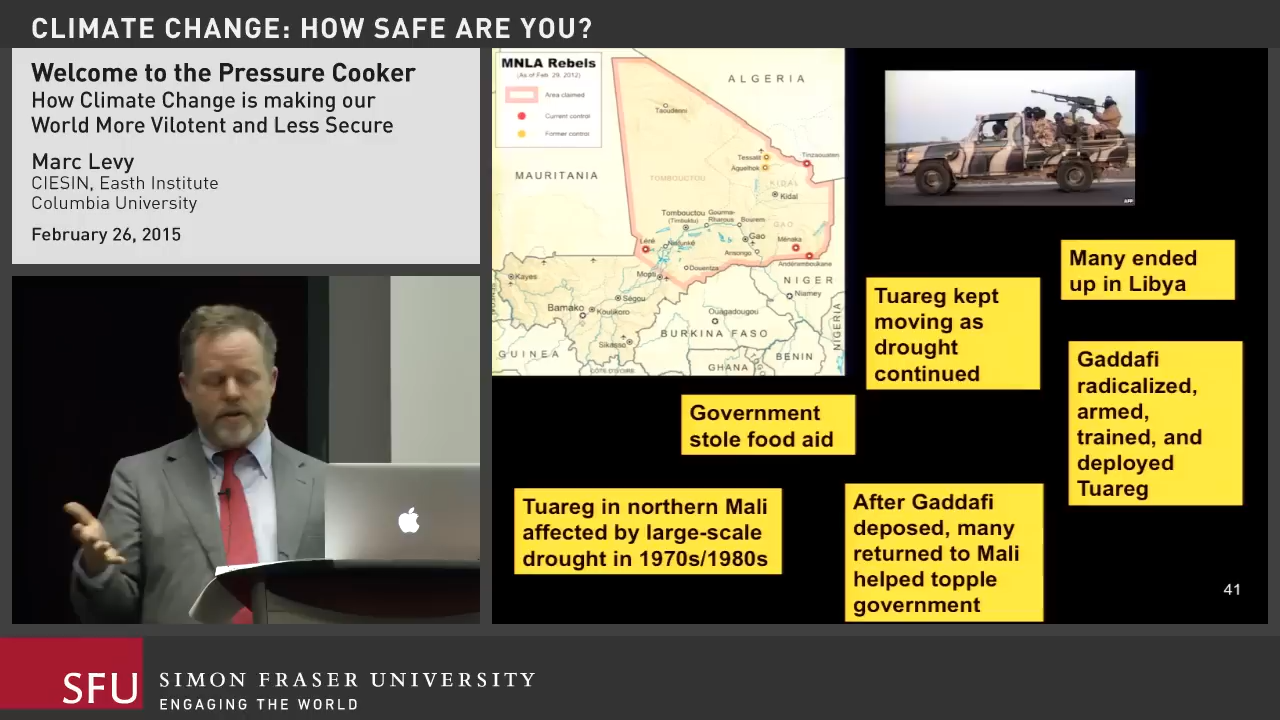 CLIMATE CHANGE: HOW SAFE ARE YOU?
Welcome to the Pressure Cooker
How Climate Change is making our
World More Vilotent and Less Secure
Marc Levy
CIESIN, Easth Institute
Columbia University
February 26, 2015
MNLA Rebels
(As of Feb. 29, 2012)
Area claimed
Current control
Former control
ALGERIA
MAURITANIA
Taoudenni
Tessalit
Tinzaouaten
Aguelhok
TOMBOUCTOU
KIDAL
Kidal
Tombouctou
(Timbuktu)
Gourma-
Rharous
Bourem
GAO
Gao
Léré
Niafunké
Ansongo
Ménaka
Andéramboukane
Mopti
Douentza
Kayes
NIGER
Niamey
Ségou
Bamako
Koulikoro
Ouagadougou
BURKINA FASO
Sikasso
GUINEA
BENIN
NIGERIA
GHANA
CÔTE D'IVOIRE
AFP
Many ended
up in Libya
Tuareg kept
moving as
drought
continued
Gaddafi
radicalized,
armed,
trained, and
deployed
Tuareg
Government
stole food aid
Tuareg in northern Mali
affected by large-scale
drought in 1970s/1980s
After Gaddafi
deposed, many
returned to Mali
helped topple
government
41
SFU
SIMON FRASER UNIVERSITY
ENGAGING THE WORLD